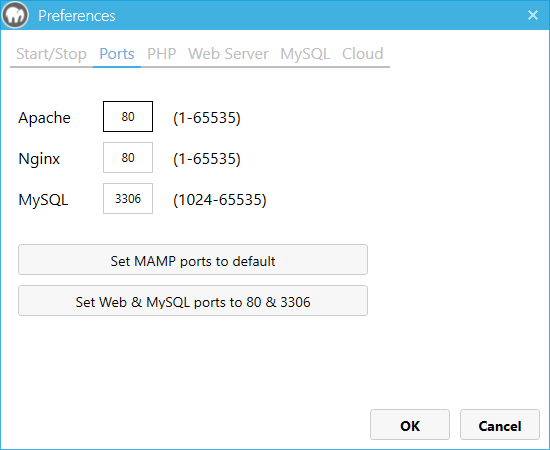 Preferences
Start/Stop Ports PHP Web Server MySQL Cloud
Apache 80 (1-65535)
Nginx 80 (1-65535)
MySQL 3306 (1024-65535)
Set MAMP ports to default
Set Web & MySQL ports to 80 & 3306
OK Cancel